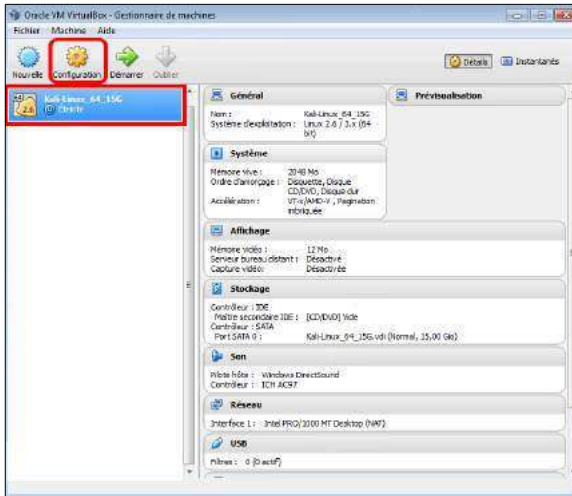 Oracle VM VirtualBox - Gestionnaire de machines
Fichier Machine Aide
Nouvelle Configuration Démarrer Oublier
Détails Instantanés
Kali-Linux_64_15G
Éteinte
Général
Nom : Kali-Linux_64_15G
Système d'exploitation : Linux 2.6 / 3.x (64 bit)
Système
Mémoire vive : 2048 Mo
Ordre d'amorçage : Disquette, Disque
CD/DVD, Disque dur
Accélération : VT-x/AMD-V , Pagination
imbriquée
Affichage
Mémoire vidéo : 12 Mo
Serveur bureau distant : Désactivé
Capture vidéo: Désactivée
Stockage
Contrôleur : IDE
Maître secondaire IDE : [CD/DVD] Vide
Contrôleur : SATA
Port SATA 0 : Kali-Linux_64_15G.vdi (Normal, 15,00 Gio)
Son
Pilote hôte : Windows DirectSound
Contrôleur : ICH AC97
Réseau
Interface 1 : Intel PRO/1000 MT Desktop (NAT)
USB
Filtres : 0 (0 actif)
Prévisualisation